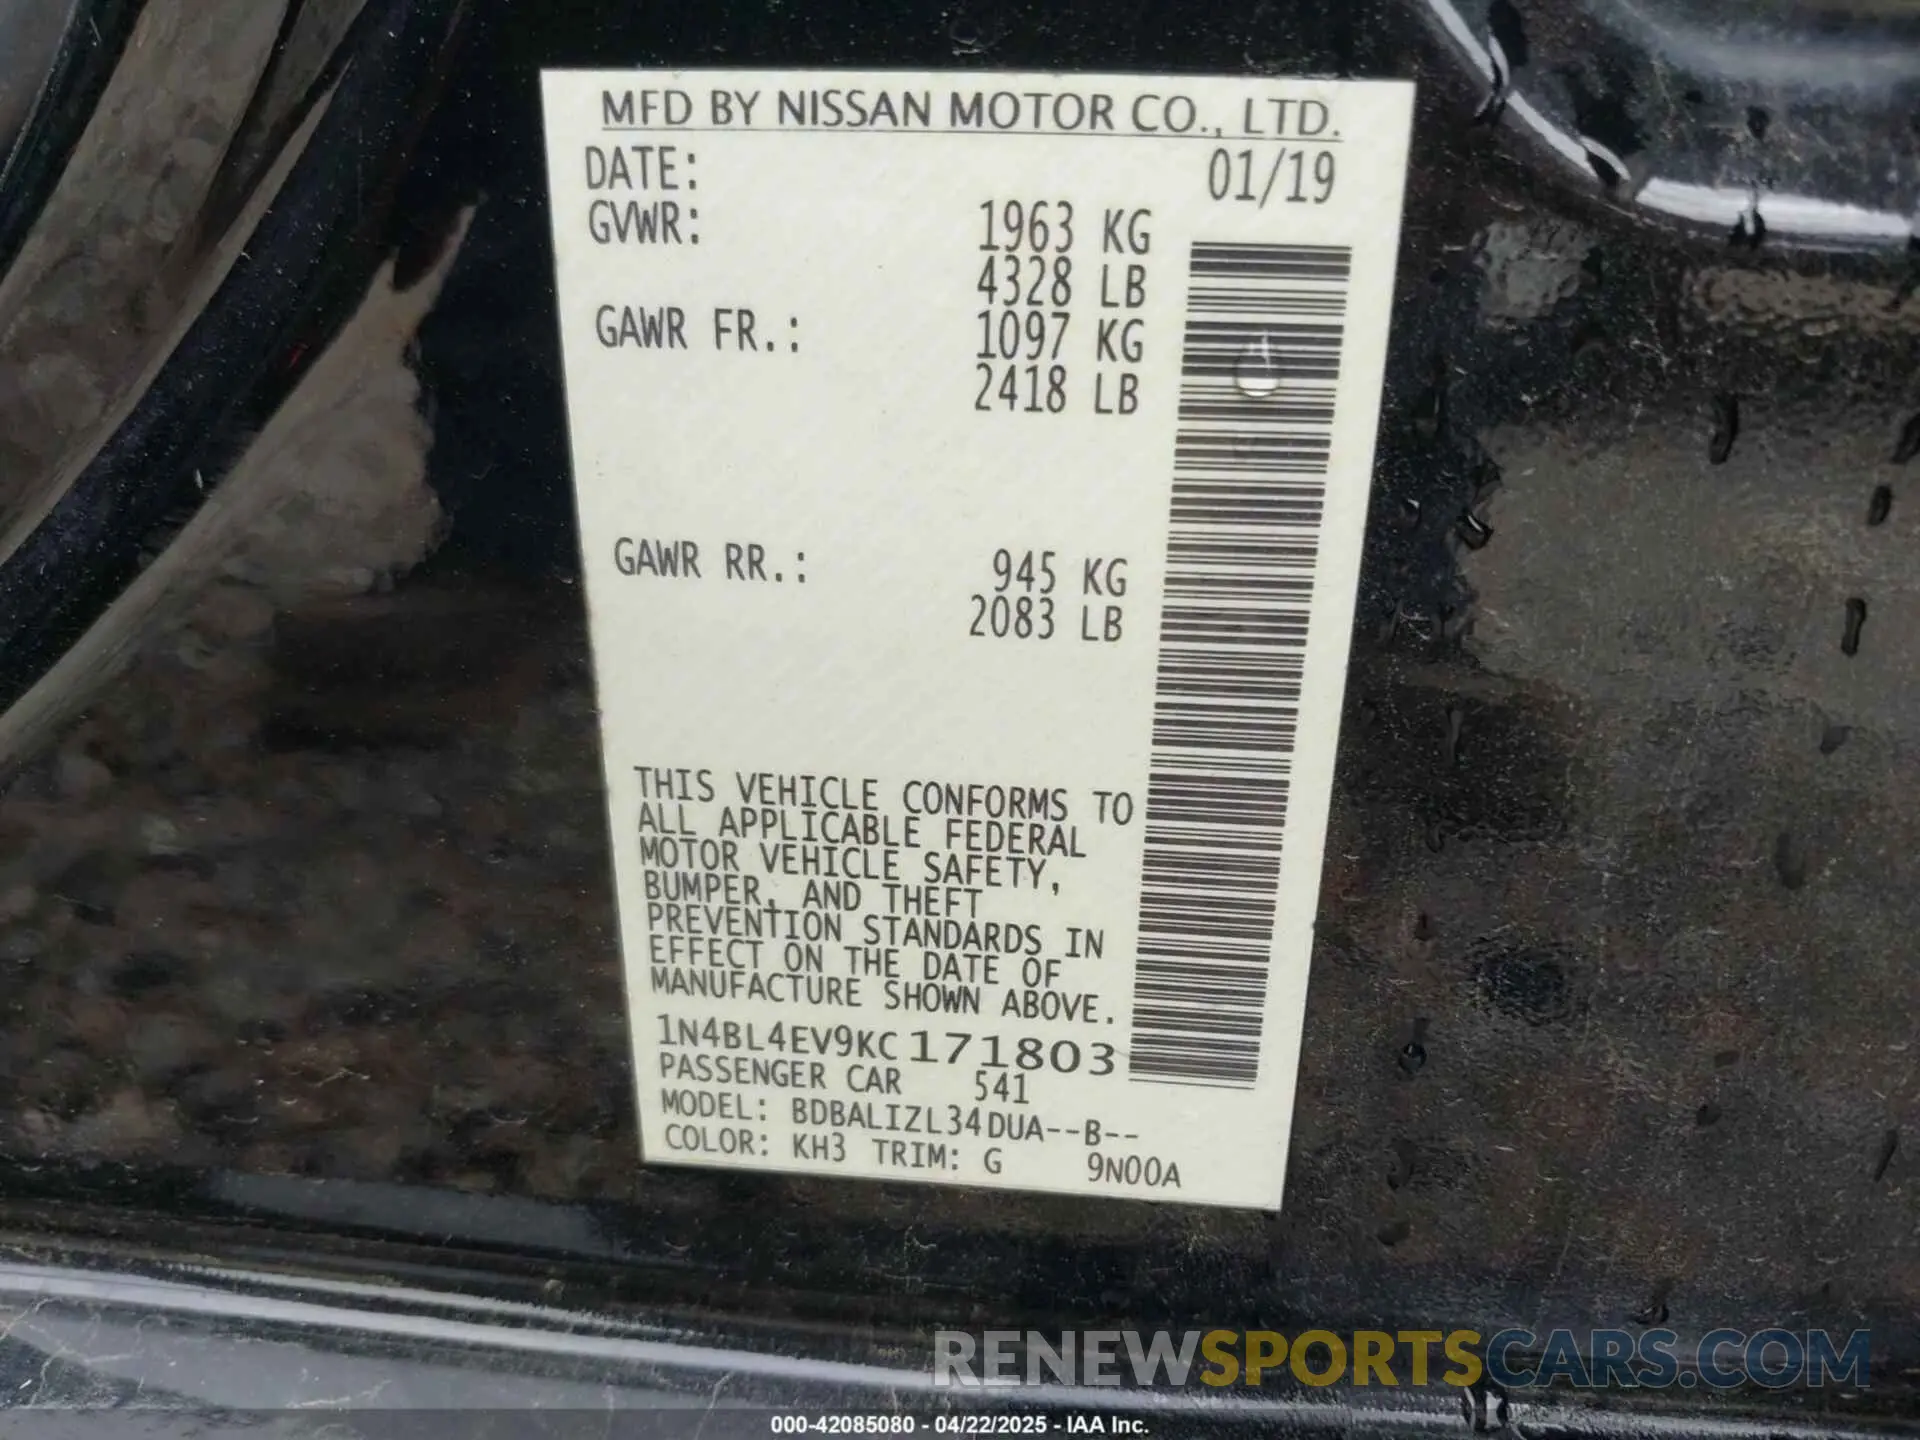 MFD BY NISSAN MOTOR CO., LTD.
DATE: 01/19
GVWR: 1963 KG
4328 LB
GAWR FR.: 1097 KG
2418 LB
GAWR RR.: 945 KG
2083 LB
THIS VEHICLE CONFORMS TO
ALL APPLICABLE FEDERAL
MOTOR VEHICLE SAFETY,
BUMPER, AND THEFT
PREVENTION STANDARDS IN
EFFECT ON THE DATE OF
MANUFACTURE SHOWN ABOVE.
1N4BL4EV9KC171803
PASSENGER CAR 541
MODEL: BDBALIZL34DUA--B--
COLOR: KH3 TRIM: G 9N00A
RENEWSPORTSCARS.COM
000-42085080 - 04/22/2025 - IAA Inc.